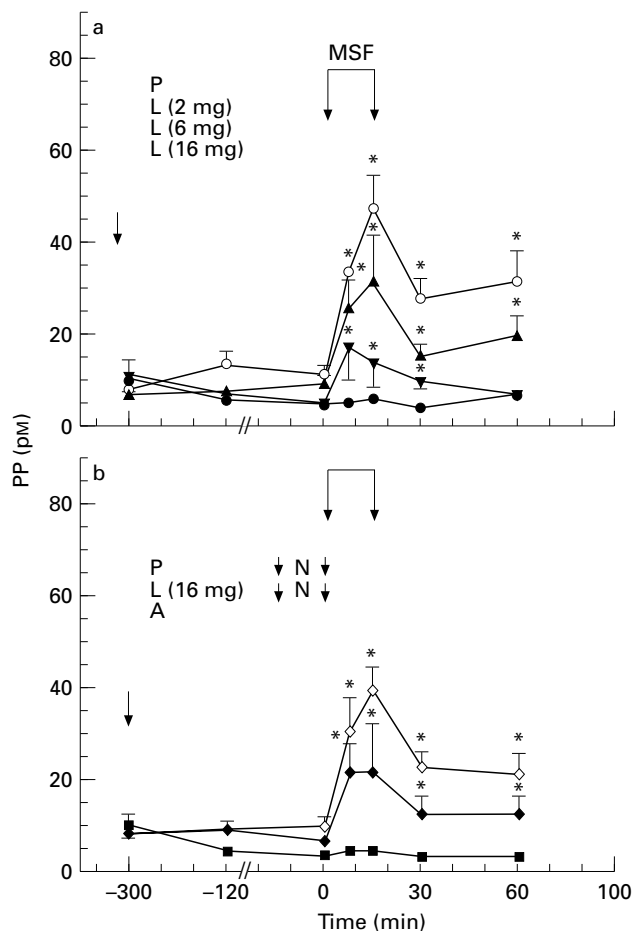 a
80
60
40
20
0
MSF
P
L (2 mg)
L (6 mg)
L (16 mg)
* * * * * * * * * * *
PP (pM)
b
80
60
40
20
0
P N
L (16 mg) N
A
* * * * * * * *
–300 –120 0 30 60 100
Time (min)